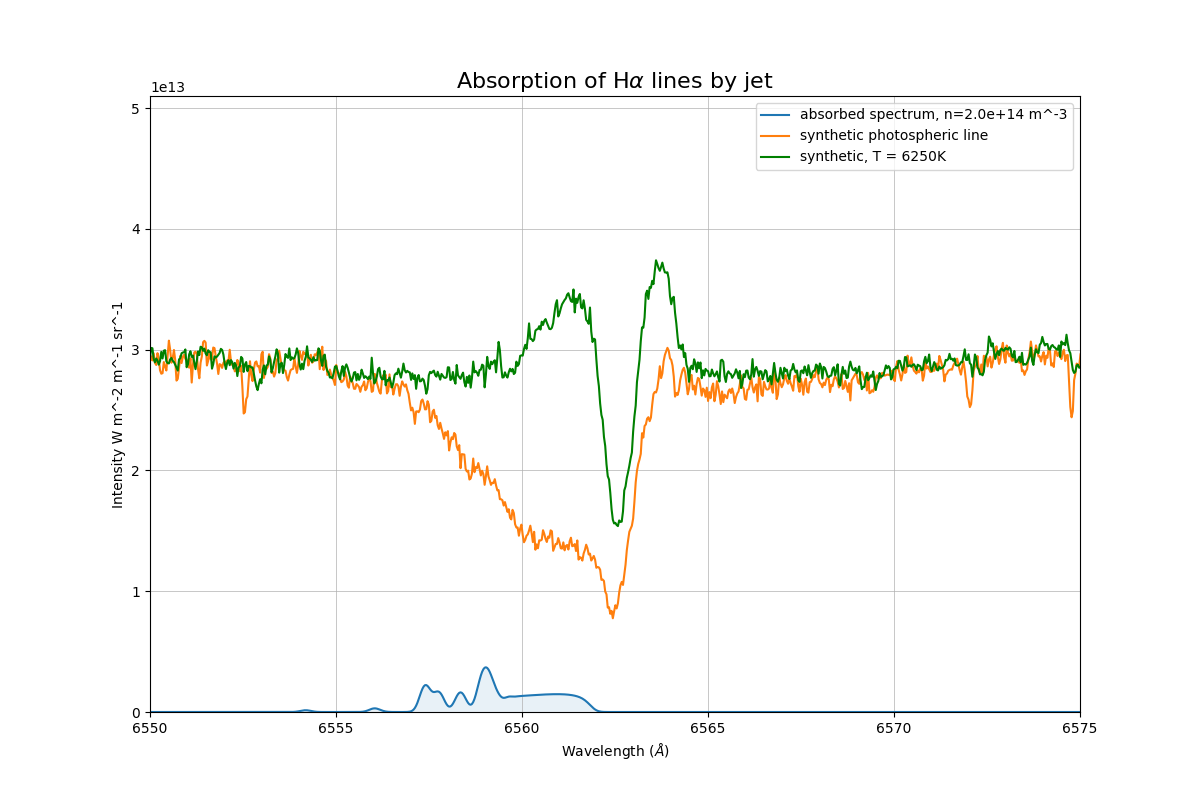 Absorption of Hα lines by jet
1e13
absorbed spectrum, n=2.0e+14 m^-3
synthetic photospheric line
synthetic, T = 6250K
5
4
3
2
1
0
Intensity W m^-2 m^-1 sr^-1
6550 6555 6560 6565 6570 6575
Wavelength (Å)